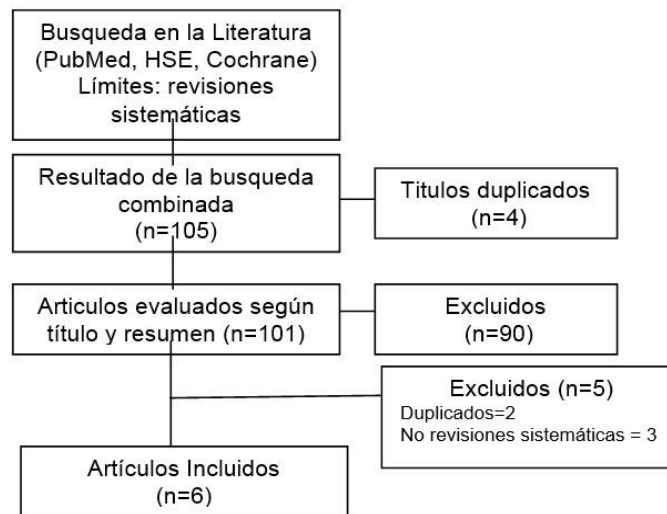 Busqueda en la Literatura
(PubMed, HSE, Cochrane)
Límites: revisiones
sistemáticas
Resultado de la busqueda
combinada
(n=105)
Titulos duplicados
(n=4)
Articulos evaluados según
título y resumen (n=101)
Excluidos
(n=90)
Excluidos (n=5)
Duplicados=2
No revisiones sistemáticas = 3
Artículos Incluidos
(n=6)